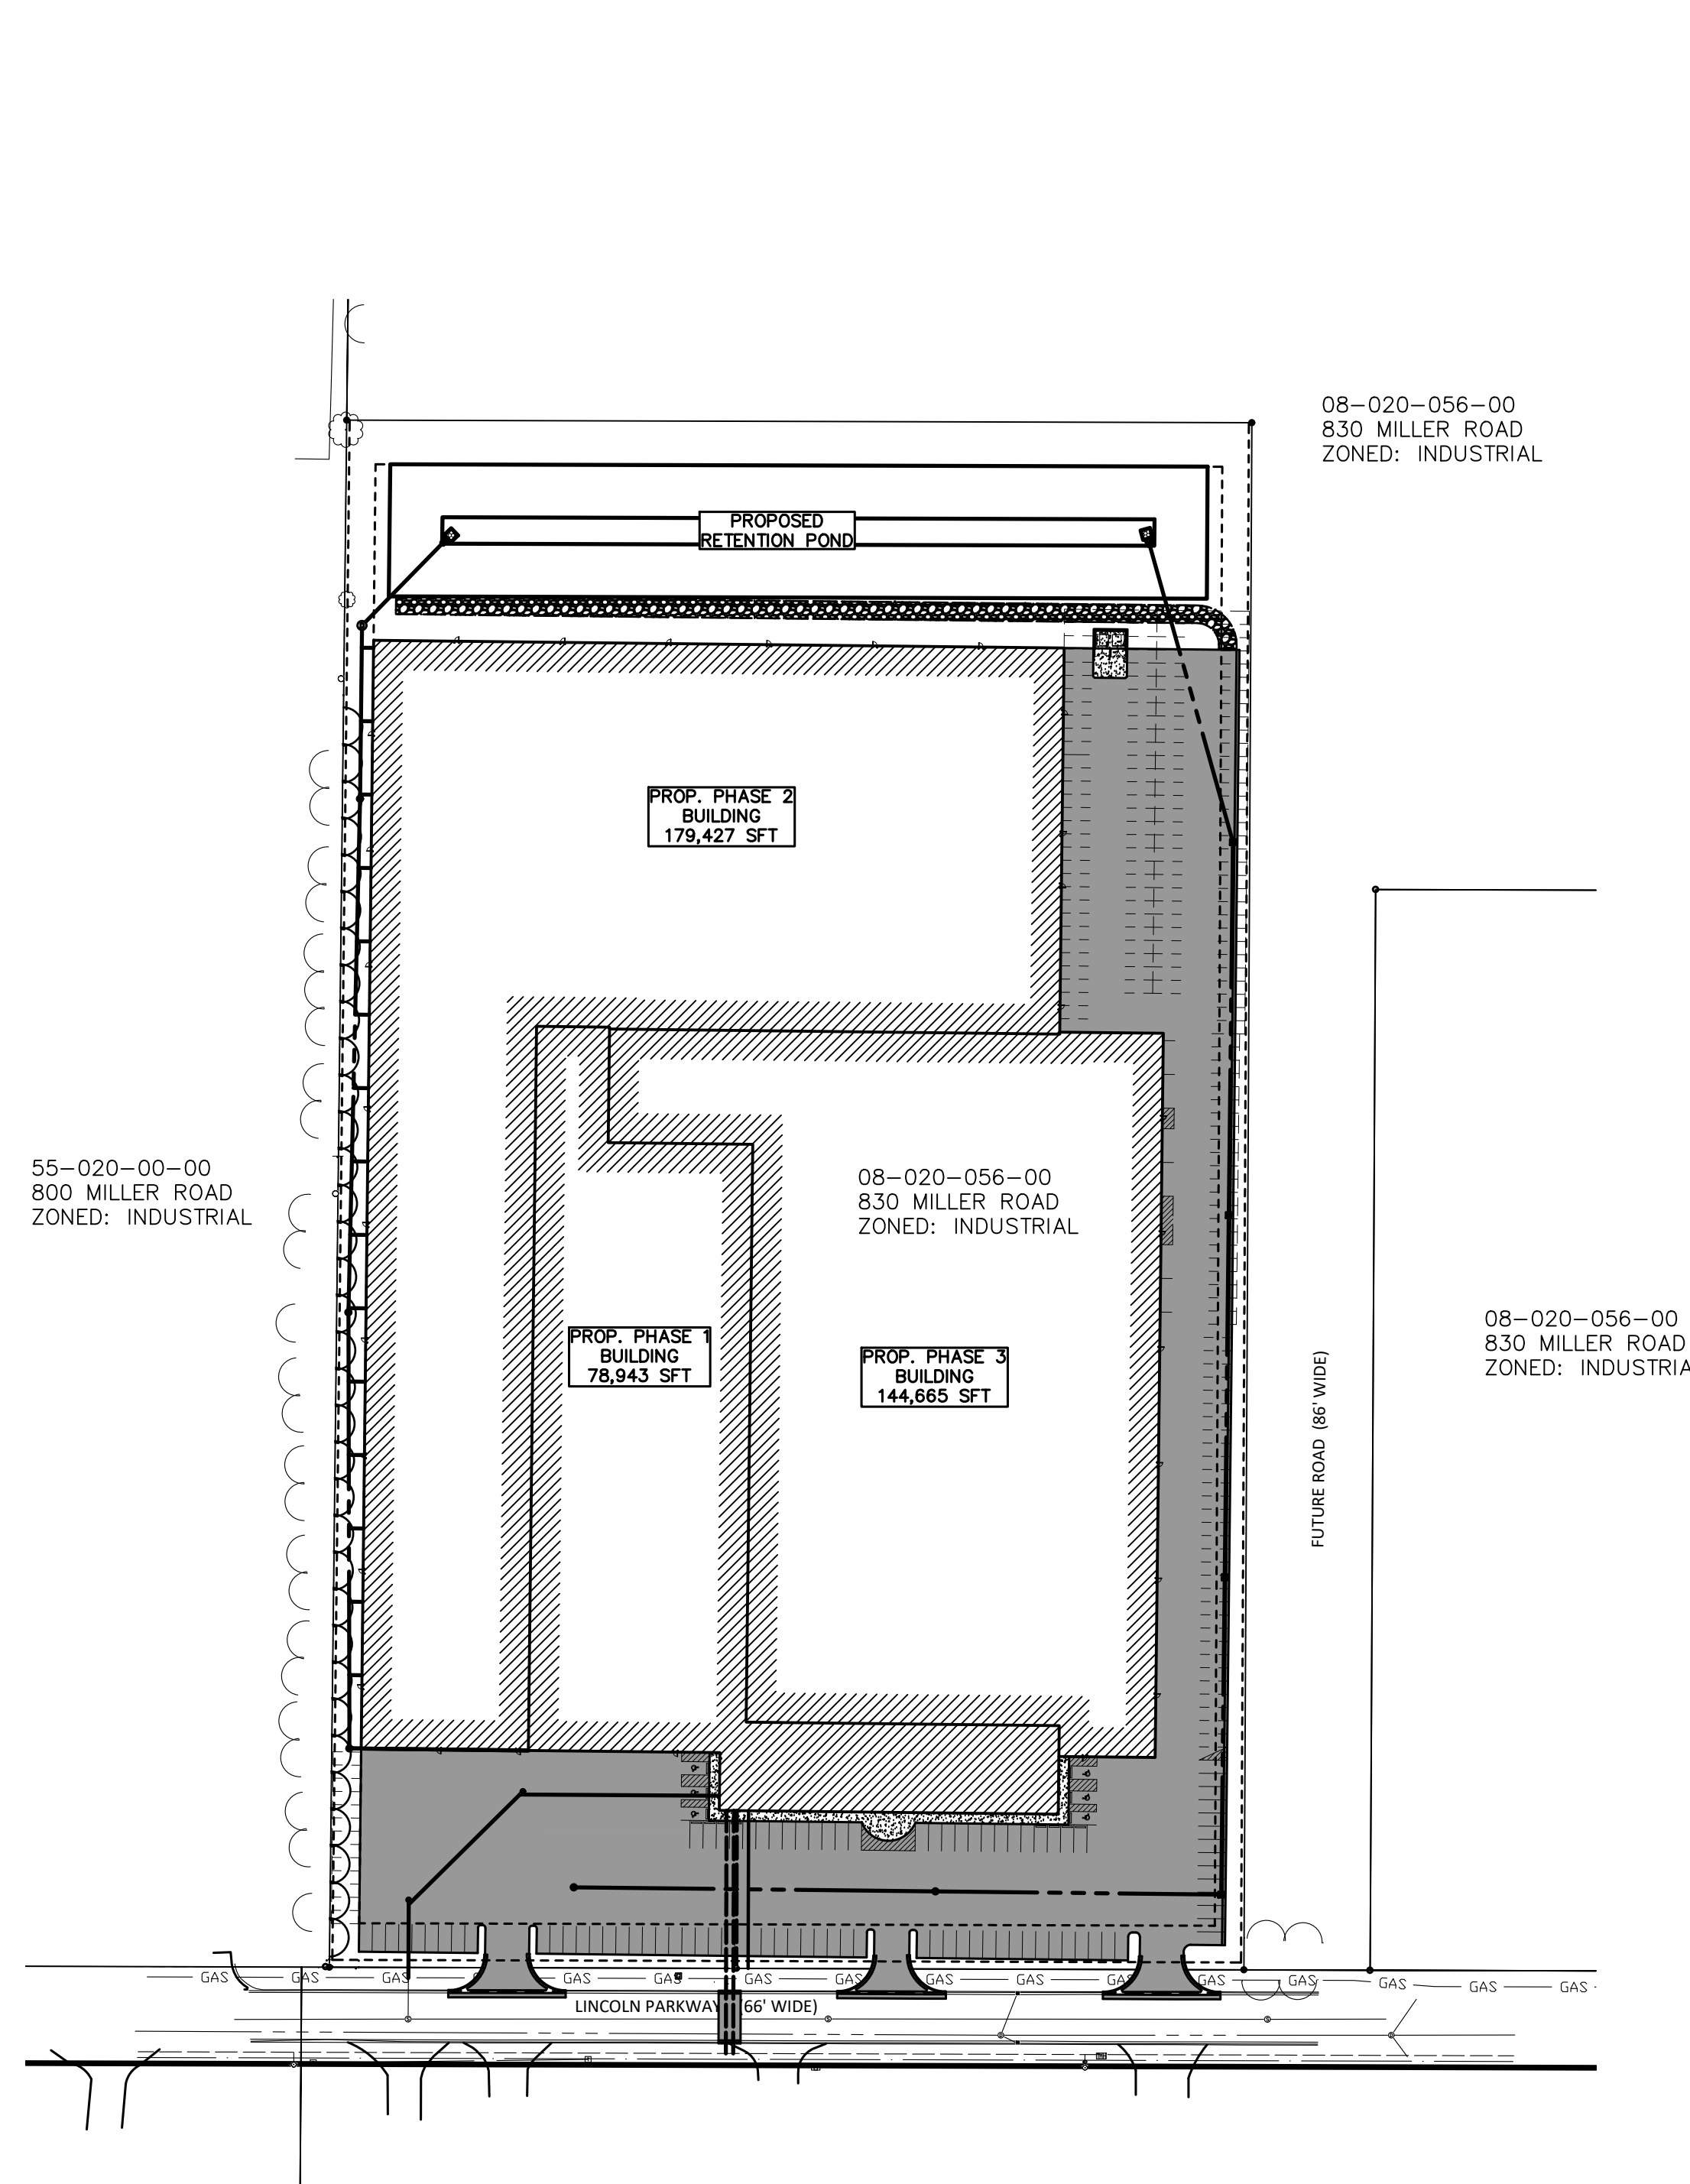 08-020-056-00
830 MILLER ROAD
ZONED: INDUSTRIAL
PROPOSED
RETENTION POND
PROP. PHASE 2
BUILDING
179,427 SFT
55-020-00-00
800 MILLER ROAD
ZONED: INDUSTRIAL
08-020-056-00
830 MILLER ROAD
ZONED: INDUSTRIAL
PROP. PHASE 1
BUILDING
78,943 SFT
PROP. PHASE 3
BUILDING
144,665 SFT
FUTURE ROAD (86' WIDE)
08-020-056-00
830 MILLER ROAD
ZONED: INDUSTRIA
GAS GAS GAS GAS GAS GAS GAS GAS GAS GAS GAS GAS GAS GAS GAS
LINCOLN PARKWAY (66' WIDE)